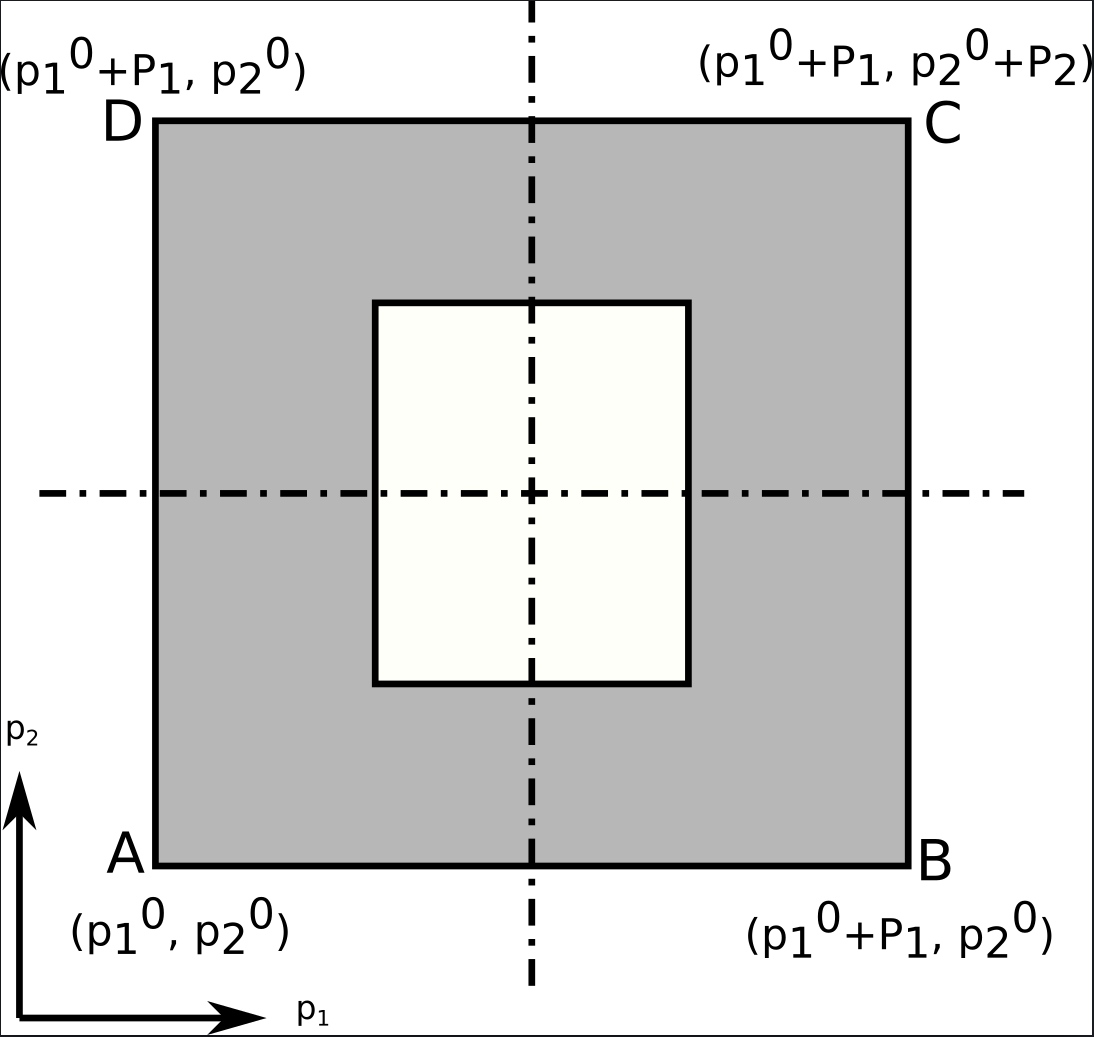 (p₁⁰+P₁, p₂⁰)
(p₁⁰+P₁, p₂⁰+P₂)
D
C
p₂
A
B
(p₁⁰, p₂⁰)
(p₁⁰+P₁, p₂⁰)
p₁